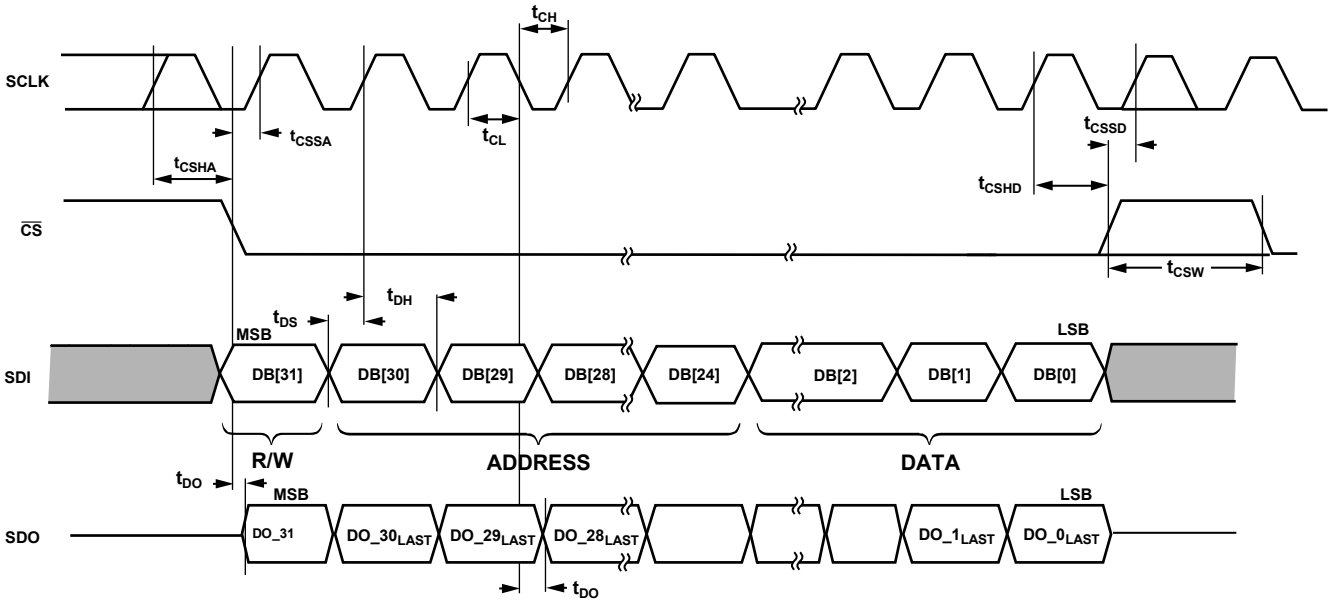 tCH
SCLK
tCSSA
tCL
tCSSD
tCSHA
tCSHD
CS
tCSW
tDH
tDS
MSB
LSB
SDI
DB[31]
DB[30]
DB[29]
DB[28]
DB[24]
DB[2]
DB[1]
DB[0]
R/W
ADDRESS
DATA
tDO
MSB
LSB
SDO
DO_31
DO_30LAST
DO_29LAST
DO_28LAST
DO_1LAST
DO_0LAST
tDO